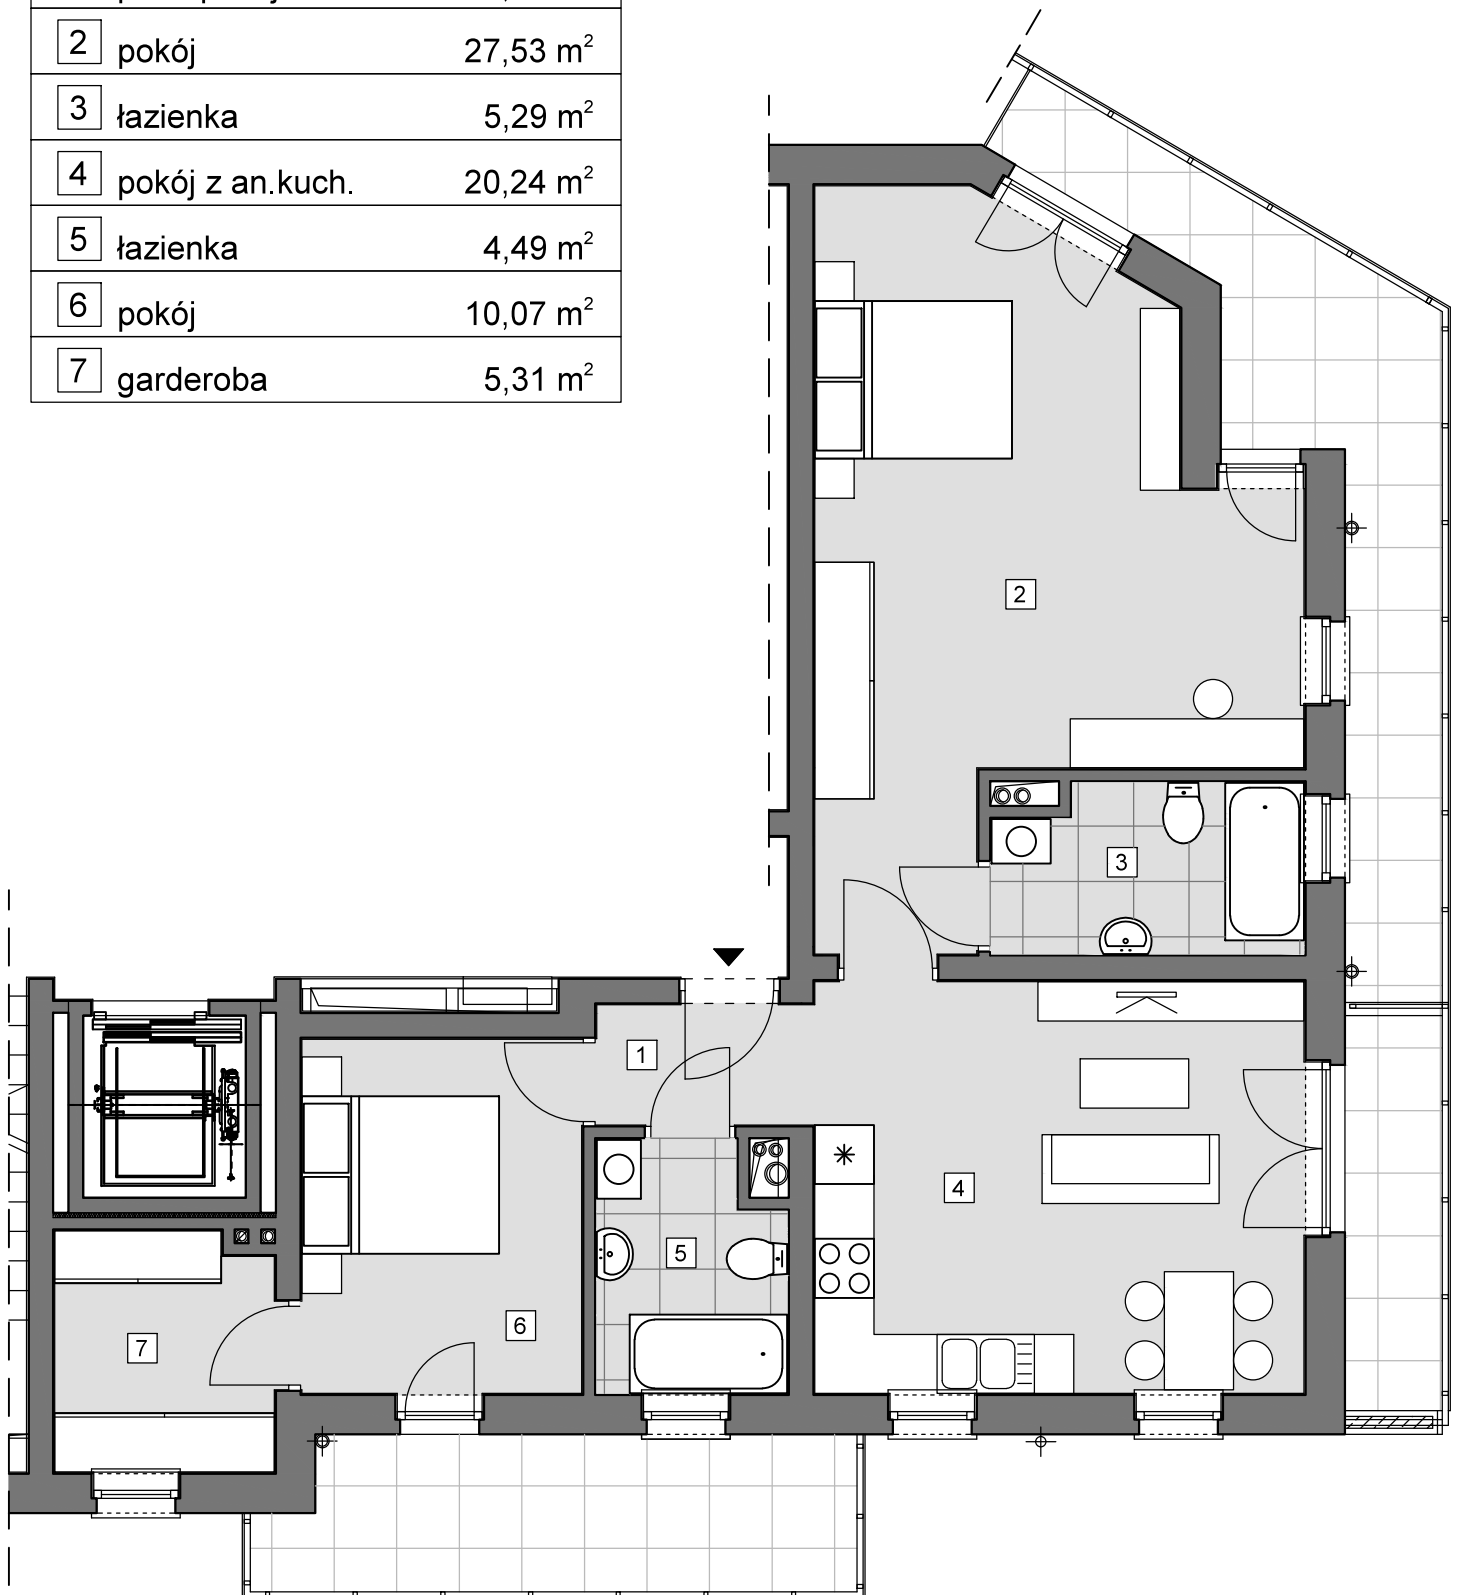 2 pokój 27,53 m²
3 łazienka 5,29 m²
4 pokój z an.kuch. 20,24 m²
5 łazienka 4,49 m²
6 pokój 10,07 m²
7 garderoba 5,31 m²
2
3
1
4
5
6
7